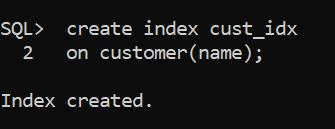 SQL>  create index cust_idx
  2   on customer(name);
Index created.